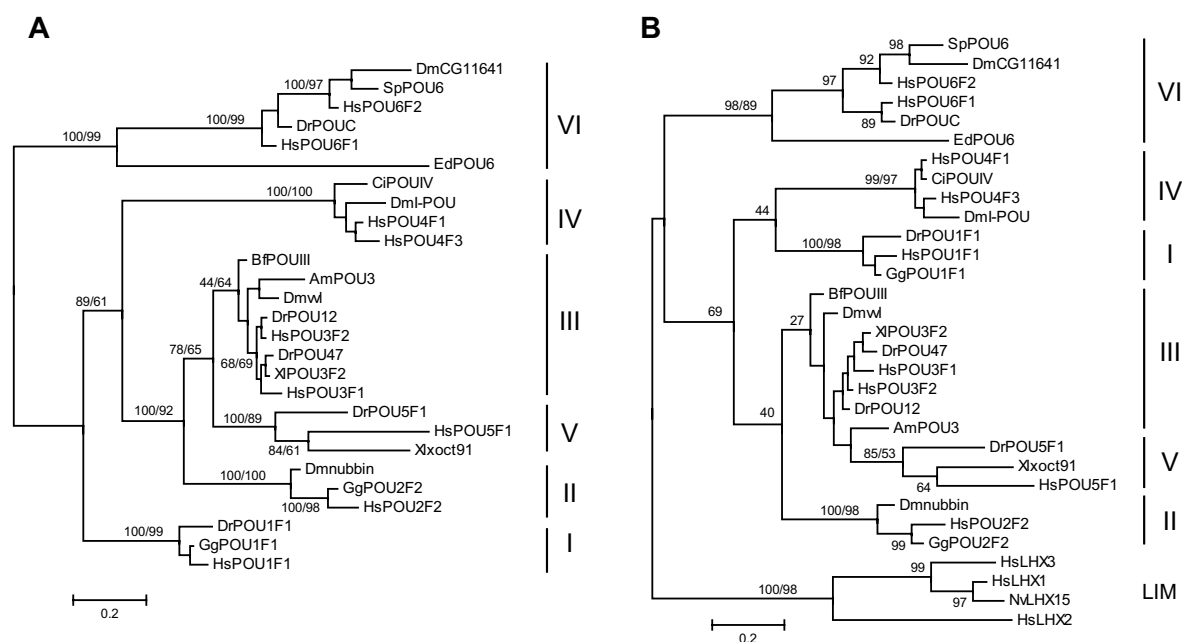 A
DmCG11641
SpPOU6
100/97
HsPOU6F2
100/99
DrPOUC
VI
100/99
HsPOU6F1
EdPOU6
CiPOUIV
100/100
DmI-POU
IV
HsPOU4F1
HsPOU4F3
BfPOUIII
44/64
AmPOU3
Dmvvl
89/61
DrPOU12
III
HsPOU3F2
78/65
DrPOU47
68/69
XlPOU3F2
HsPOU3F1
100/92
DrPOU5F1
100/89
HsPOU5F1
V
84/61
Xlxoct91
Dmnubbin
100/100
GgPOU2F2
II
100/98
HsPOU2F2
DrPOU1F1
100/99
GgPOU1F1
I
HsPOU1F1
0.2
B
98
SpPOU6
92
DmCG11641
97
HsPOU6F2
VI
98/89
HsPOU6F1
89
DrPOUC
EdPOU6
HsPOU4F1
99/97
CiPOUIV
IV
HsPOU4F3
44
DmI-POU
DrPOU1F1
100/98
HsPOU1F1
I
GgPOU1F1
BfPOUIII
27
Dmvvl
69
XlPOU3F2
DrPOU47
III
HsPOU3F1
HsPOU3F2
40
DrPOU12
AmPOU3
85/53
DrPOU5F1
V
Xlxoct91
64
HsPOU5F1
Dmnubbin
100/98
HsPOU2F2
II
99
GgPOU2F2
HsLHX3
99
HsLHX1
100/98
LIM
97
NvLHX15
HsLHX2
0.2